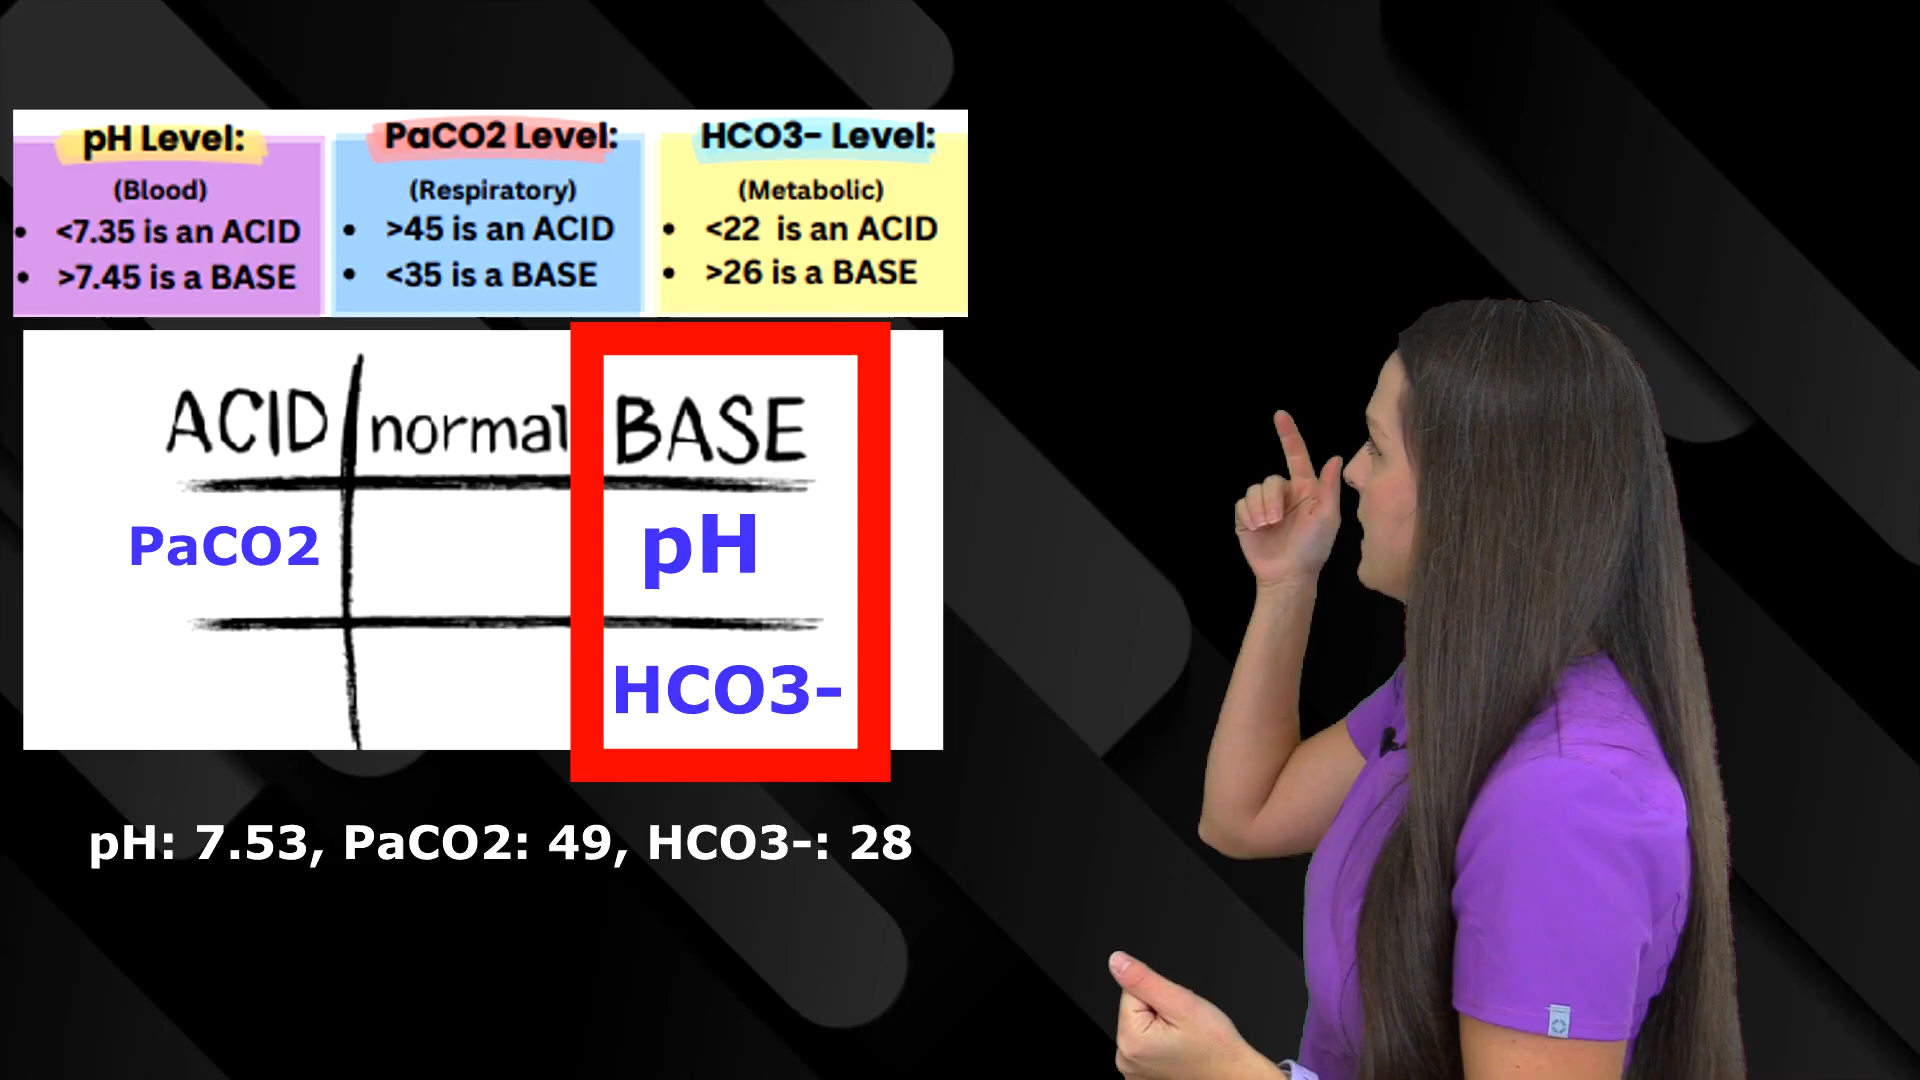 pH Level:
(Blood)
• <7.35 is an ACID
• >7.45 is a BASE
PaCO2 Level:
(Respiratory)
• >45 is an ACID
• <35 is a BASE
HCO3- Level:
(Metabolic)
• <22 is an ACID
• >26 is a BASE
ACID normal BASE
PaCO2 pH
HCO3-
pH: 7.53, PaCO2: 49, HCO3-: 28